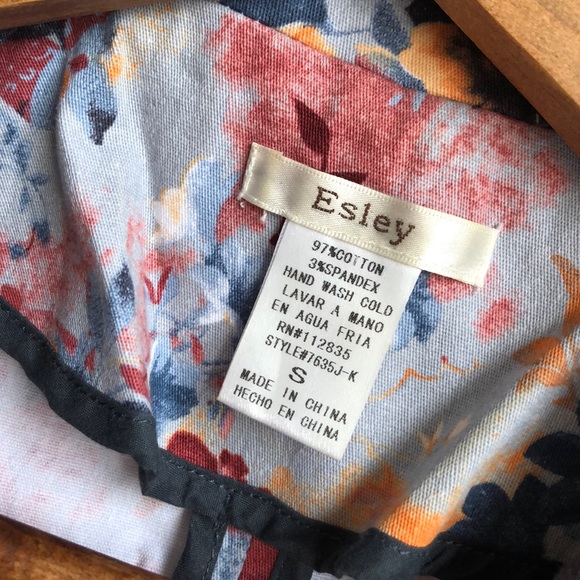 Esley
97%COTTON
3%SPANDEX
HAND WASH COLD
LAVAR A MANO
EN AGUA FRIA
RN#112835
STYLE#7635J-K
S
MADE IN CHINA
HECHO EN CHINA